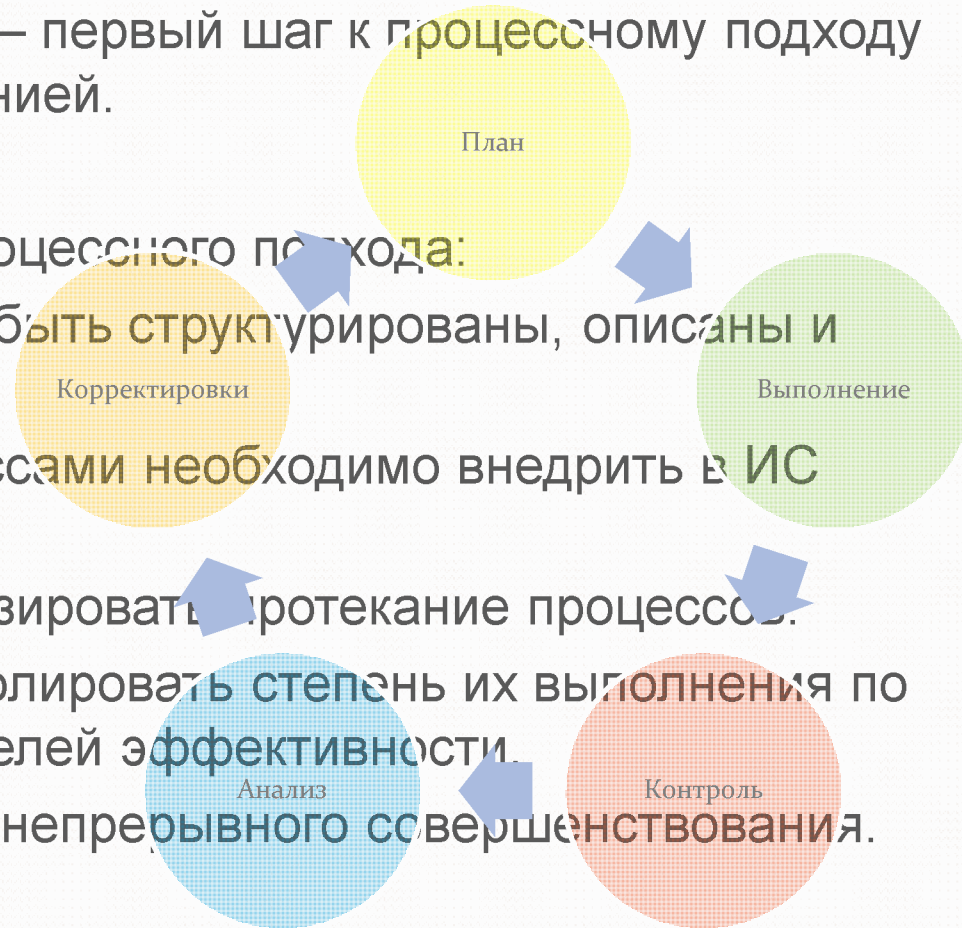 – первый шаг к процессному подходу
нией.
План
оцессного подхода:
быть структурированы, описаны и
Корректировки
Выполнение
ссами необходимо внедрить в ИС
зировать протекание процессов.
олировать степень их выполнения по
елей эффективности.
Анализ
Контроль
непрерывного совершенствования.